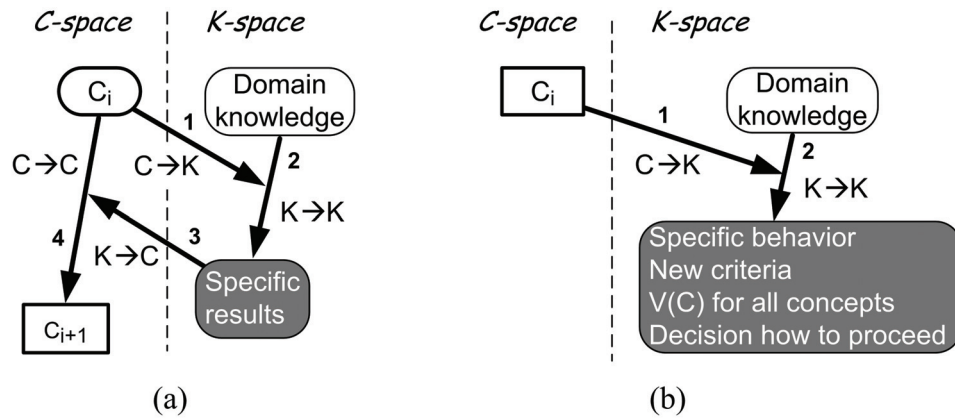 C-space
K-space
Cᵢ
Domain
knowledge
1
2
C→C
C→K
K→K
4
3
K→C
Specific
results
Cᵢ₊₁
(a)
C-space
K-space
Cᵢ
Domain
knowledge
1
2
C→K
K→K
Specific behavior
New criteria
V(C) for all concepts
Decision how to proceed
(b)